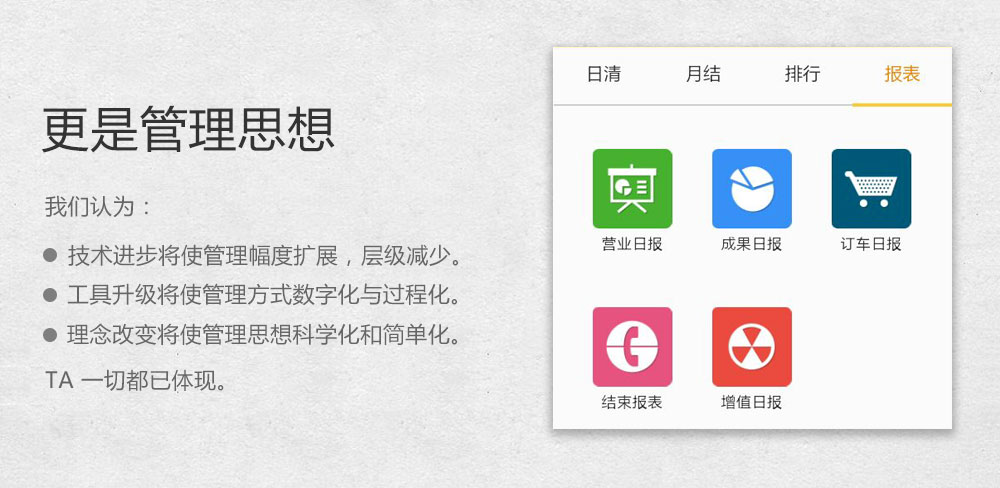 更是管理思想
我们认为：
● 技术进步将使管理幅度扩展，层级减少。
● 工具升级将使管理方式数字化与过程化。
● 理念改变将使管理思想科学化和简单化。
TA 一切都已体现。
日清 月结 排行 报表
营业日报 成果日报 订车日报
结束报表 增值日报